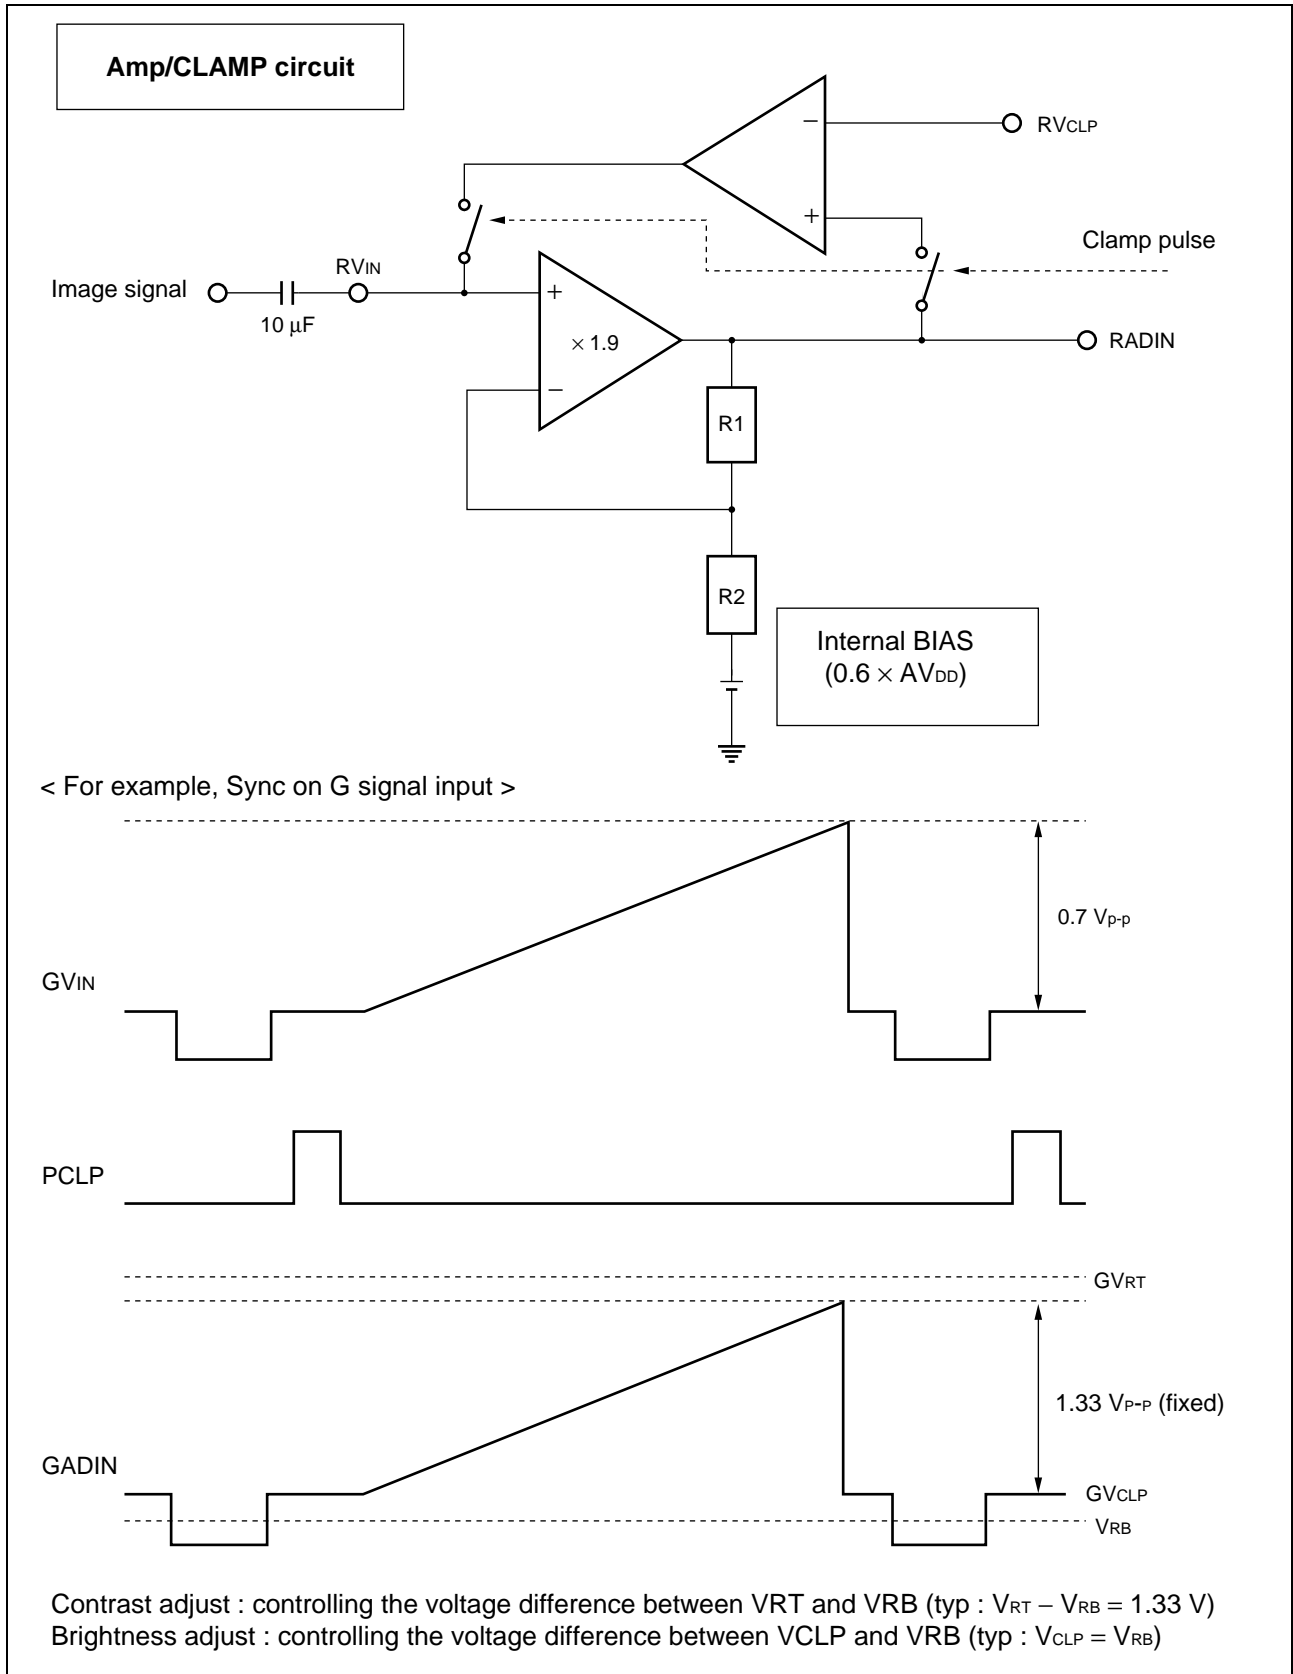 Amp/CLAMP circuit
−
RVCLP
+
Clamp pulse
Image signal
RVIN
10 μF
+
× 1.9
−
RADIN
R1
R2
Internal BIAS
(0.6 × AVDD)
< For example, Sync on G signal input >
0.7 Vp-p
GVIN
PCLP
GVRT
1.33 VP-P (fixed)
GADIN
GVCLP
VRB
Contrast adjust : controlling the voltage difference between VRT and VRB (typ : VRT − VRB = 1.33 V)
Brightness adjust : controlling the voltage difference between VCLP and VRB (typ : VCLP = VRB)